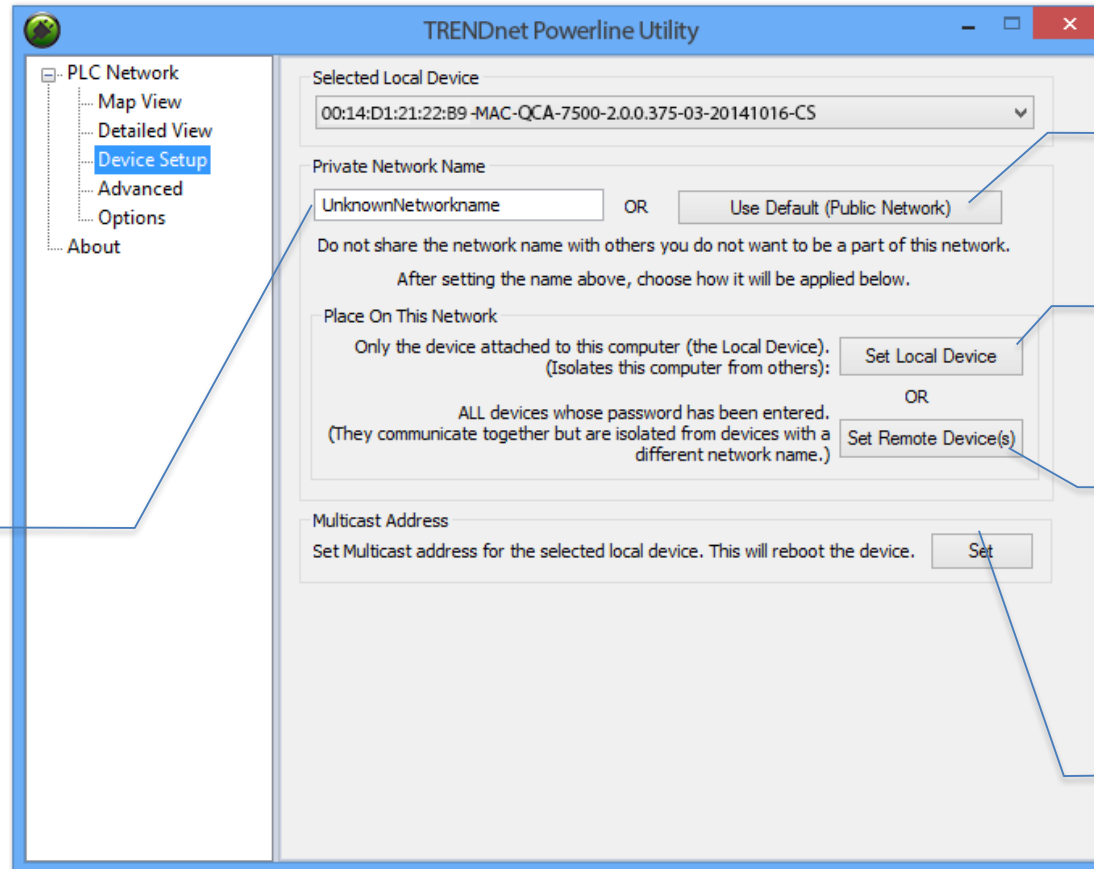 TRENDnet Powerline Utility
PLC Network
Map View
Detailed View
Device Setup
Advanced
Options
About
Selected Local Device
00:14:D1:21:22:B9 -MAC-QCA-7500-2.0.0.375-03-20141016-CS
Private Network Name
UnknownNetworkname OR Use Default (Public Network)
Do not share the network name with others you do not want to be a part of this network.
After setting the name above, choose how it will be applied below.
Place On This Network
Only the device attached to this computer (the Local Device).
(Isolates this computer from others):
Set Local Device
OR
ALL devices whose password has been entered.
(They communicate together but are isolated from devices with a
different network name.)
Set Remote Device(s)
Multicast Address
Set Multicast address for the selected local device. This will reboot the device. Set